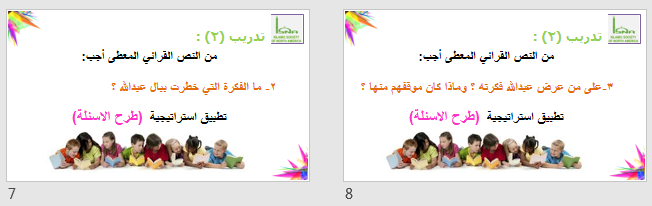 تدريب (٢) :
من النص القرائي المعطى أجب:
٢- ما الفكرة التي خطرت ببال عبدالله ؟
تطبيق استراتيجية (طرح الاسئلة)
7
تدريب (٢) :
من النص القرائي المعطى أجب:
٣-على من عرض عبدالله فكرته ؟ وماذا كان موقفهم منها ؟
تطبيق استراتيجية (طرح الاسئلة)
8